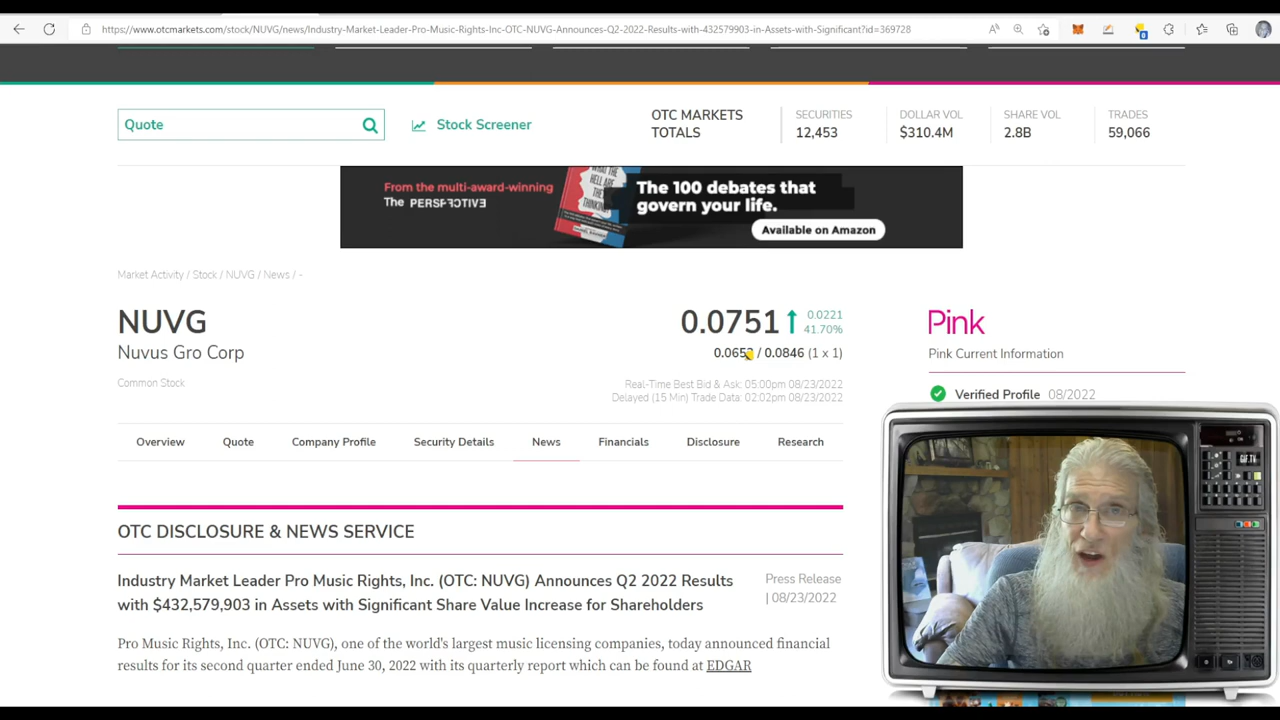 https://www.otcmarkets.com/stock/NUVG/news/Industry-Market-Leader-Pro-Music-Rights-Inc-OTC-NUVG-Announces-Q2-2022-Results-with-432579903-in-Assets-with-Significant?id=369728
Quote
Stock Screener
OTC MARKETS
TOTALS
SECURITIES
12,453
DOLLAR VOL
$310.4M
SHARE VOL
2.8B
TRADES
59,066
From the multi-award-winning
The
The 100 debates that
govern your life.
Available on Amazon
Market Activity / Stock / NUVG / News / -
NUVG
0.0751
0.0221
41.70%
Pink
Nuvus Gro Corp
/ 0.0846 (1 x 1)
Pink Current Information
Common Stock
Real-Time Best Bid & Ask: 05:00pm 08/23/2022
Delayed (15 Min) Trade Data: 02:02pm 08/23/2022
Verified Profile 08/2022
Overview
Quote
Company Profile
Security Details
News
Financials
Disclosure
Research
OTC DISCLOSURE & NEWS SERVICE
Industry Market Leader Pro Music Rights, Inc. (OTC: NUVG) Announces Q2 2022 Results
with $432,579,903 in Assets with Significant Share Value Increase for Shareholders
Press Release
| 08/23/2022
Pro Music Rights, Inc. (OTC: NUVG), one of the world's largest music licensing companies, today announced financial
results for its second quarter ended June 30, 2022 with its quarterly report which can be found at EDGAR
GIF.TV